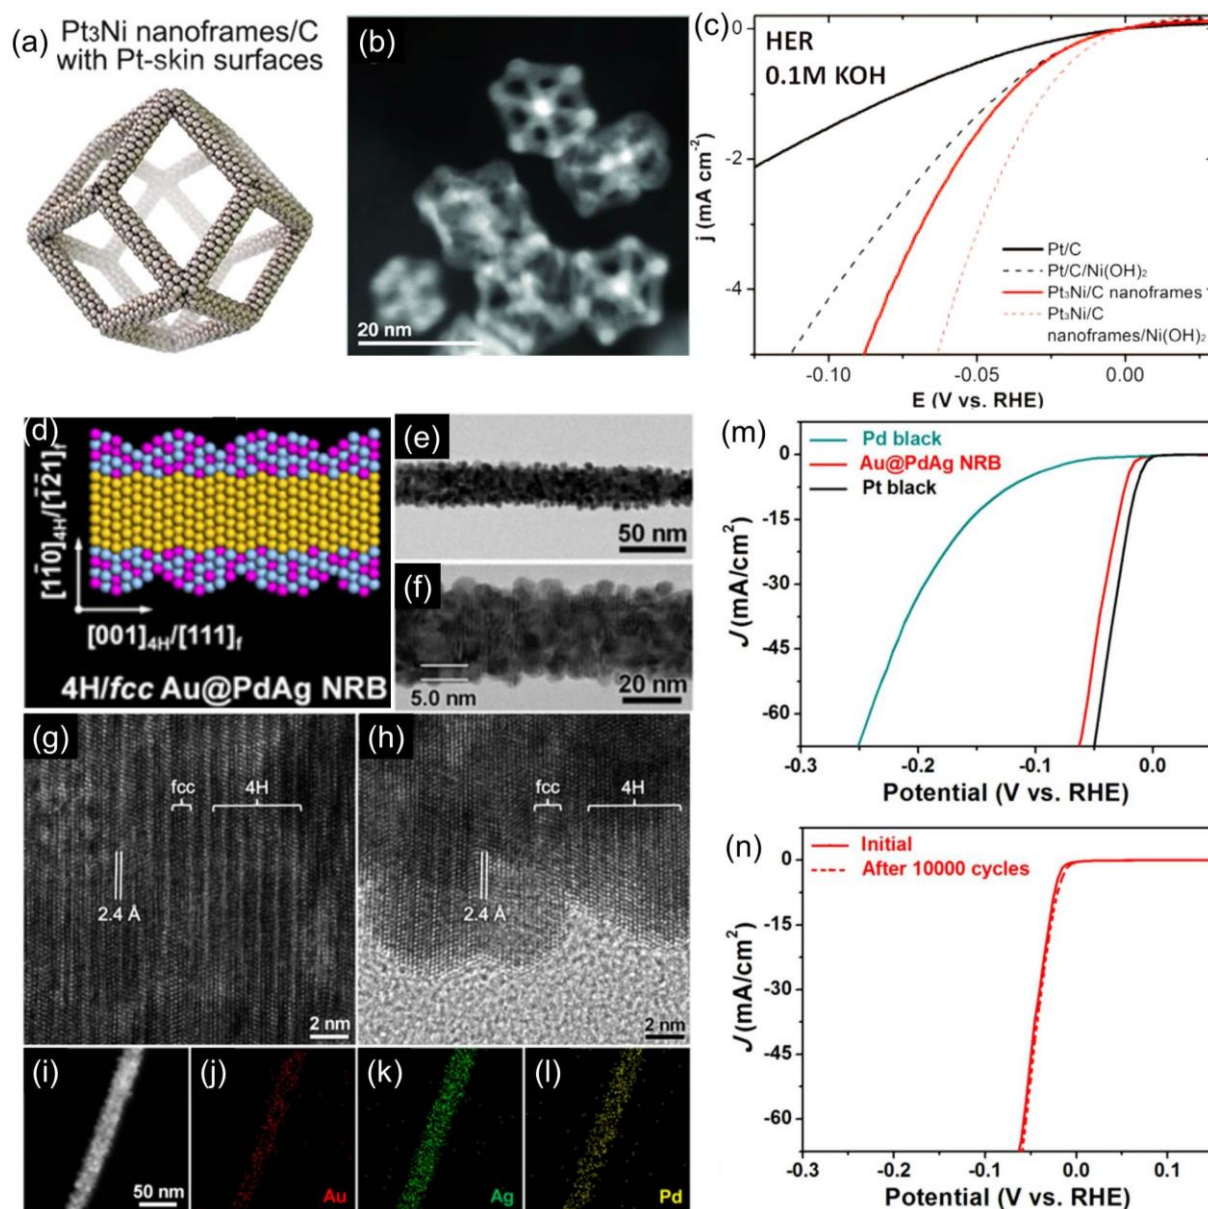 (a)
Pt₃Ni nanoframes/C
with Pt-skin surfaces
(b)
20 nm
(c)
HER
0.1M KOH
0
-2
-4
j (mA cm⁻²)
Pt/C
Pt/C/Ni(OH)₂
Pt₃Ni/C nanoframes
Pt₃Ni/C
nanoframes/Ni(OH)₂
-0.10
-0.05
0.00
E (V vs. RHE)
(d)
[11̄0]₄H/[1̄2̄1]f
[001]₄H/[111]f
4H/fcc Au@PdAg NRB
(e)
50 nm
(f)
5.0 nm
20 nm
(m)
Pd black
Au@PdAg NRB
Pt black
0
-15
-30
-45
-60
J (mA/cm²)
-0.3
-0.2
-0.1
0.0
Potential (V vs. RHE)
(g)
fcc
4H
2.4 Å
2 nm
(h)
fcc
4H
2.4 Å
2 nm
(n)
Initial
After 10000 cycles
0
-15
-30
-45
-60
J (mA/cm²)
-0.3
-0.2
-0.1
0.0
0.1
Potential (V vs. RHE)
(i)
50 nm
(j)
Au
(k)
Ag
(l)
Pd